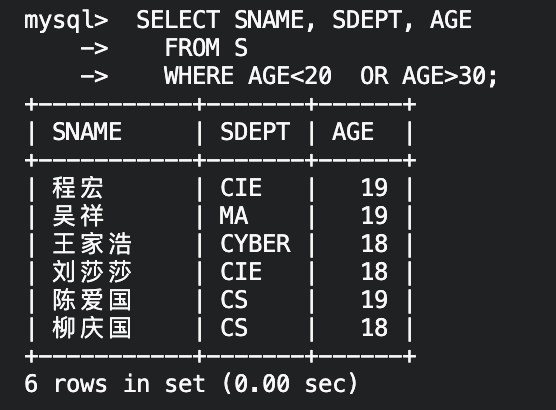 mysql>  SELECT SNAME, SDEPT, AGE
    ->    FROM S
    ->    WHERE AGE<20  OR AGE>30;
+-----------+-------+------+
| SNAME     | SDEPT | AGE  |
+-----------+-------+------+
| 程宏      | CIE   |   19 |
| 吴祥      | MA    |   19 |
| 王家浩    | CYBER |   18 |
| 刘莎莎    | CIE   |   18 |
| 陈爱国    | CS    |   19 |
| 柳庆国    | CS    |   18 |
+-----------+-------+------+
6 rows in set (0.00 sec)